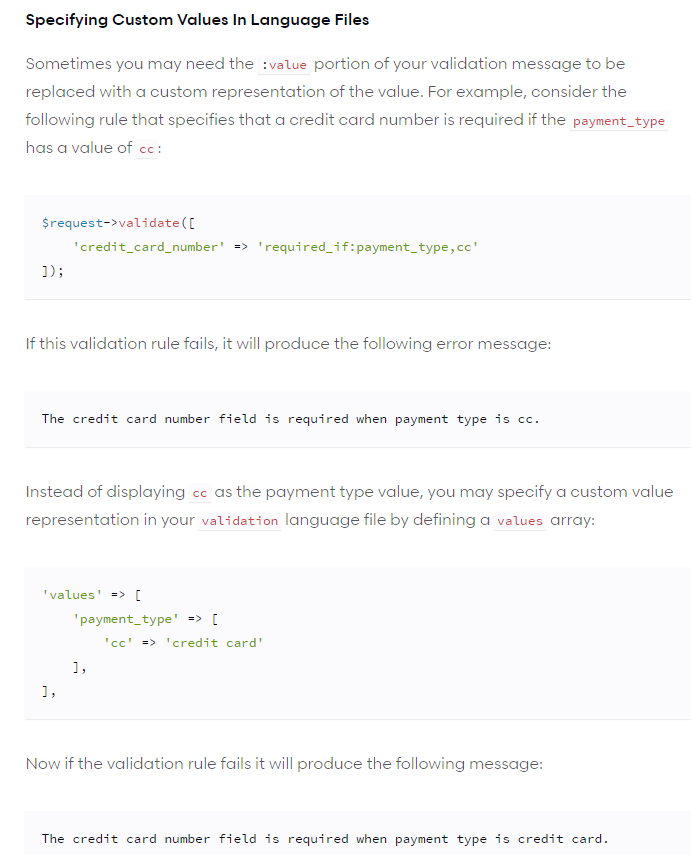 Specifying Custom Values In Language Files
Sometimes you may need the :value portion of your validation message to be
replaced with a custom representation of the value. For example, consider the
following rule that specifies that a credit card number is required if the payment_type
has a value of cc:
$request->validate([
    'credit_card_number' => 'required_if:payment_type,cc'
]);
If this validation rule fails, it will produce the following error message:
The credit card number field is required when payment type is cc.
Instead of displaying cc as the payment type value, you may specify a custom value
representation in your validation language file by defining a values array:
'values' => [
    'payment_type' => [
        'cc' => 'credit card'
    ],
],
Now if the validation rule fails it will produce the following message:
The credit card number field is required when payment type is credit card.